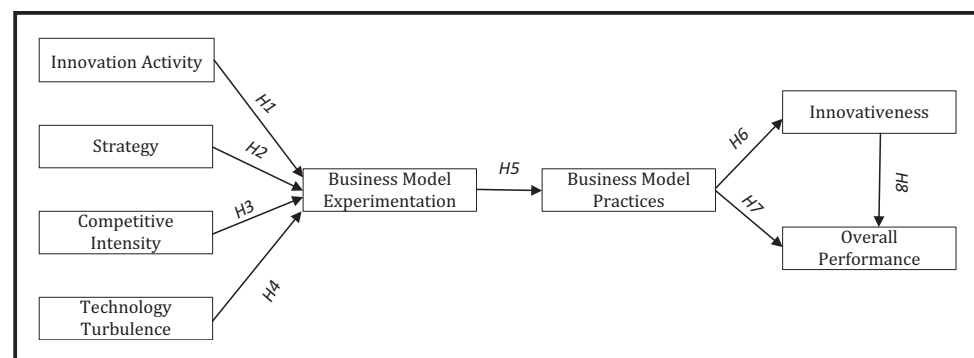 Innovation Activity
H1
Strategy
H2
Competitive
Intensity
H3
Technology
Turbulence
H4
Business Model
Experimentation
H5
Business Model
Practices
H6
H7
Innovativeness
H8
Overall
Performance